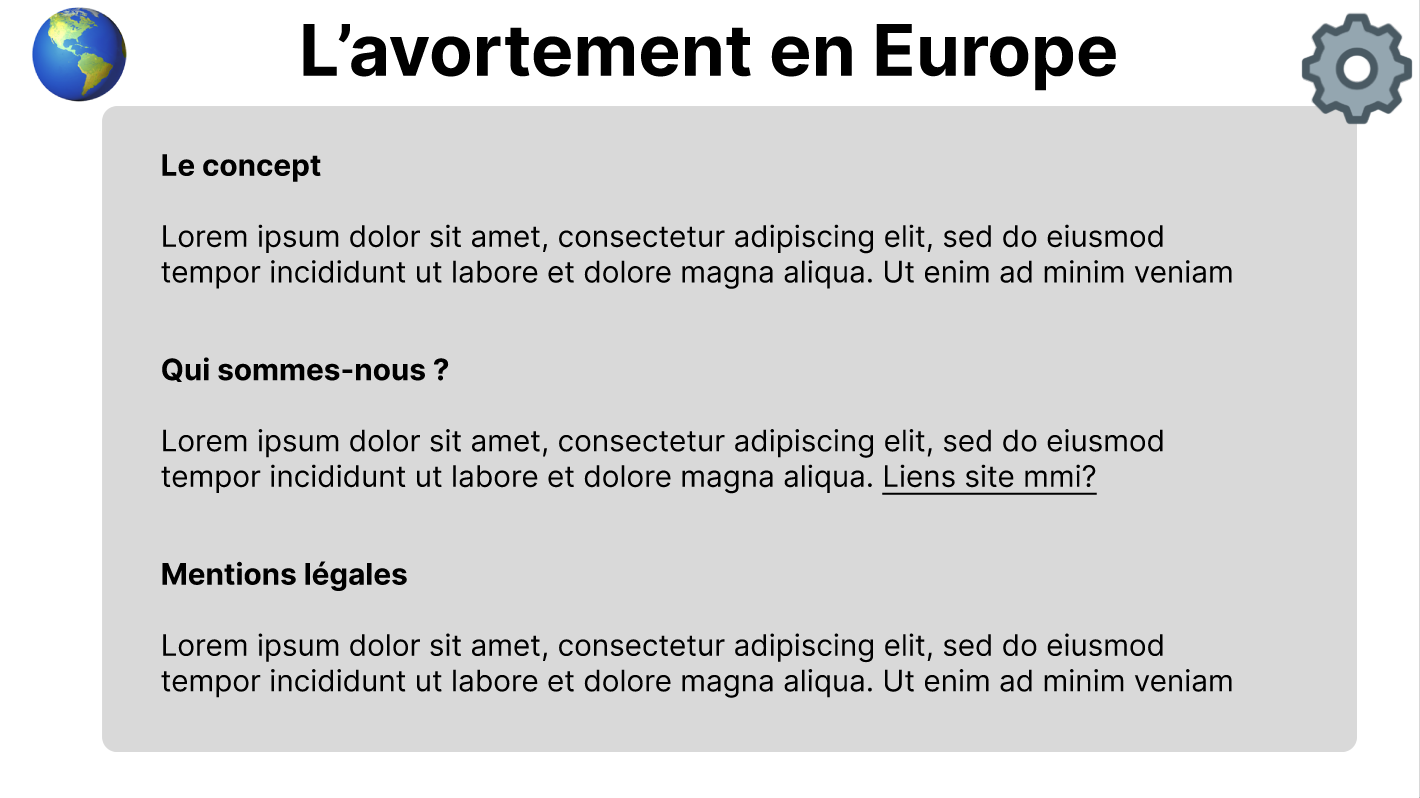 L’avortement en Europe
Le concept
Lorem ipsum dolor sit amet, consectetur adipiscing elit, sed do eiusmod
tempor incididunt ut labore et dolore magna aliqua. Ut enim ad minim veniam
Qui sommes-nous ?
Lorem ipsum dolor sit amet, consectetur adipiscing elit, sed do eiusmod
tempor incididunt ut labore et dolore magna aliqua. Liens site mmi?
Mentions légales
Lorem ipsum dolor sit amet, consectetur adipiscing elit, sed do eiusmod
tempor incididunt ut labore et dolore magna aliqua. Ut enim ad minim veniam